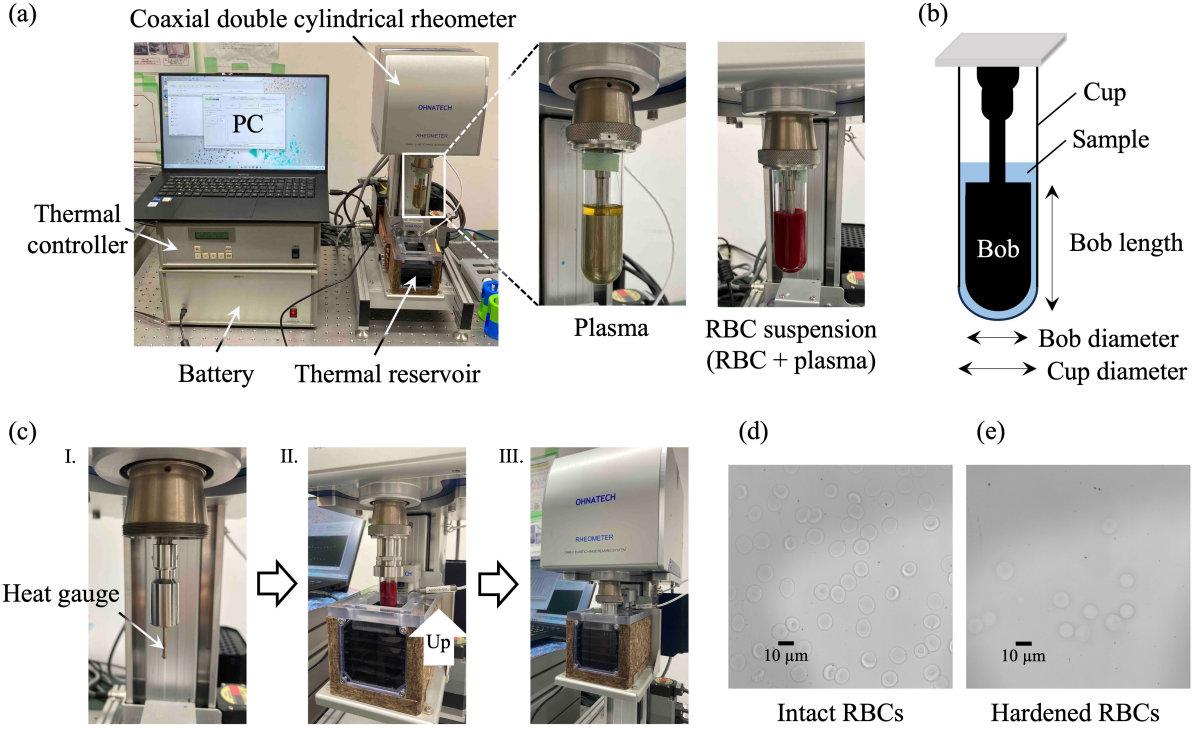 (a)
Coaxial double cylindrical rheometer
OHNATECH
RHEOMETER
PC
Thermal
controller
Battery
Thermal reservoir
Plasma
RBC suspension
(RBC + plasma)
(b)
Cup
Sample
Bob
Bob length
Bob diameter
Cup diameter
(c)
I.
Heat gauge
II.
Up
III.
OHNATECH
RHEOMETER
(d)
10 µm
Intact RBCs
(e)
10 µm
Hardened RBCs